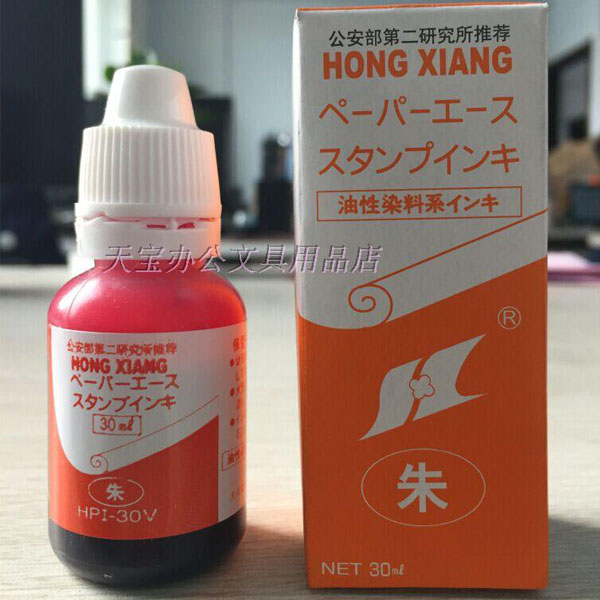 公安部第二研究所推荐
HONG XIANG
ペーパーエース
スタンプインキ
油性染料系インキ
®
朱
NET 30ml
天宝办公文具用品店
公安部第二研究所推荐
HONG XIANG
ペーパーエース
スタンプインキ
30ml
朱
HPI-30V